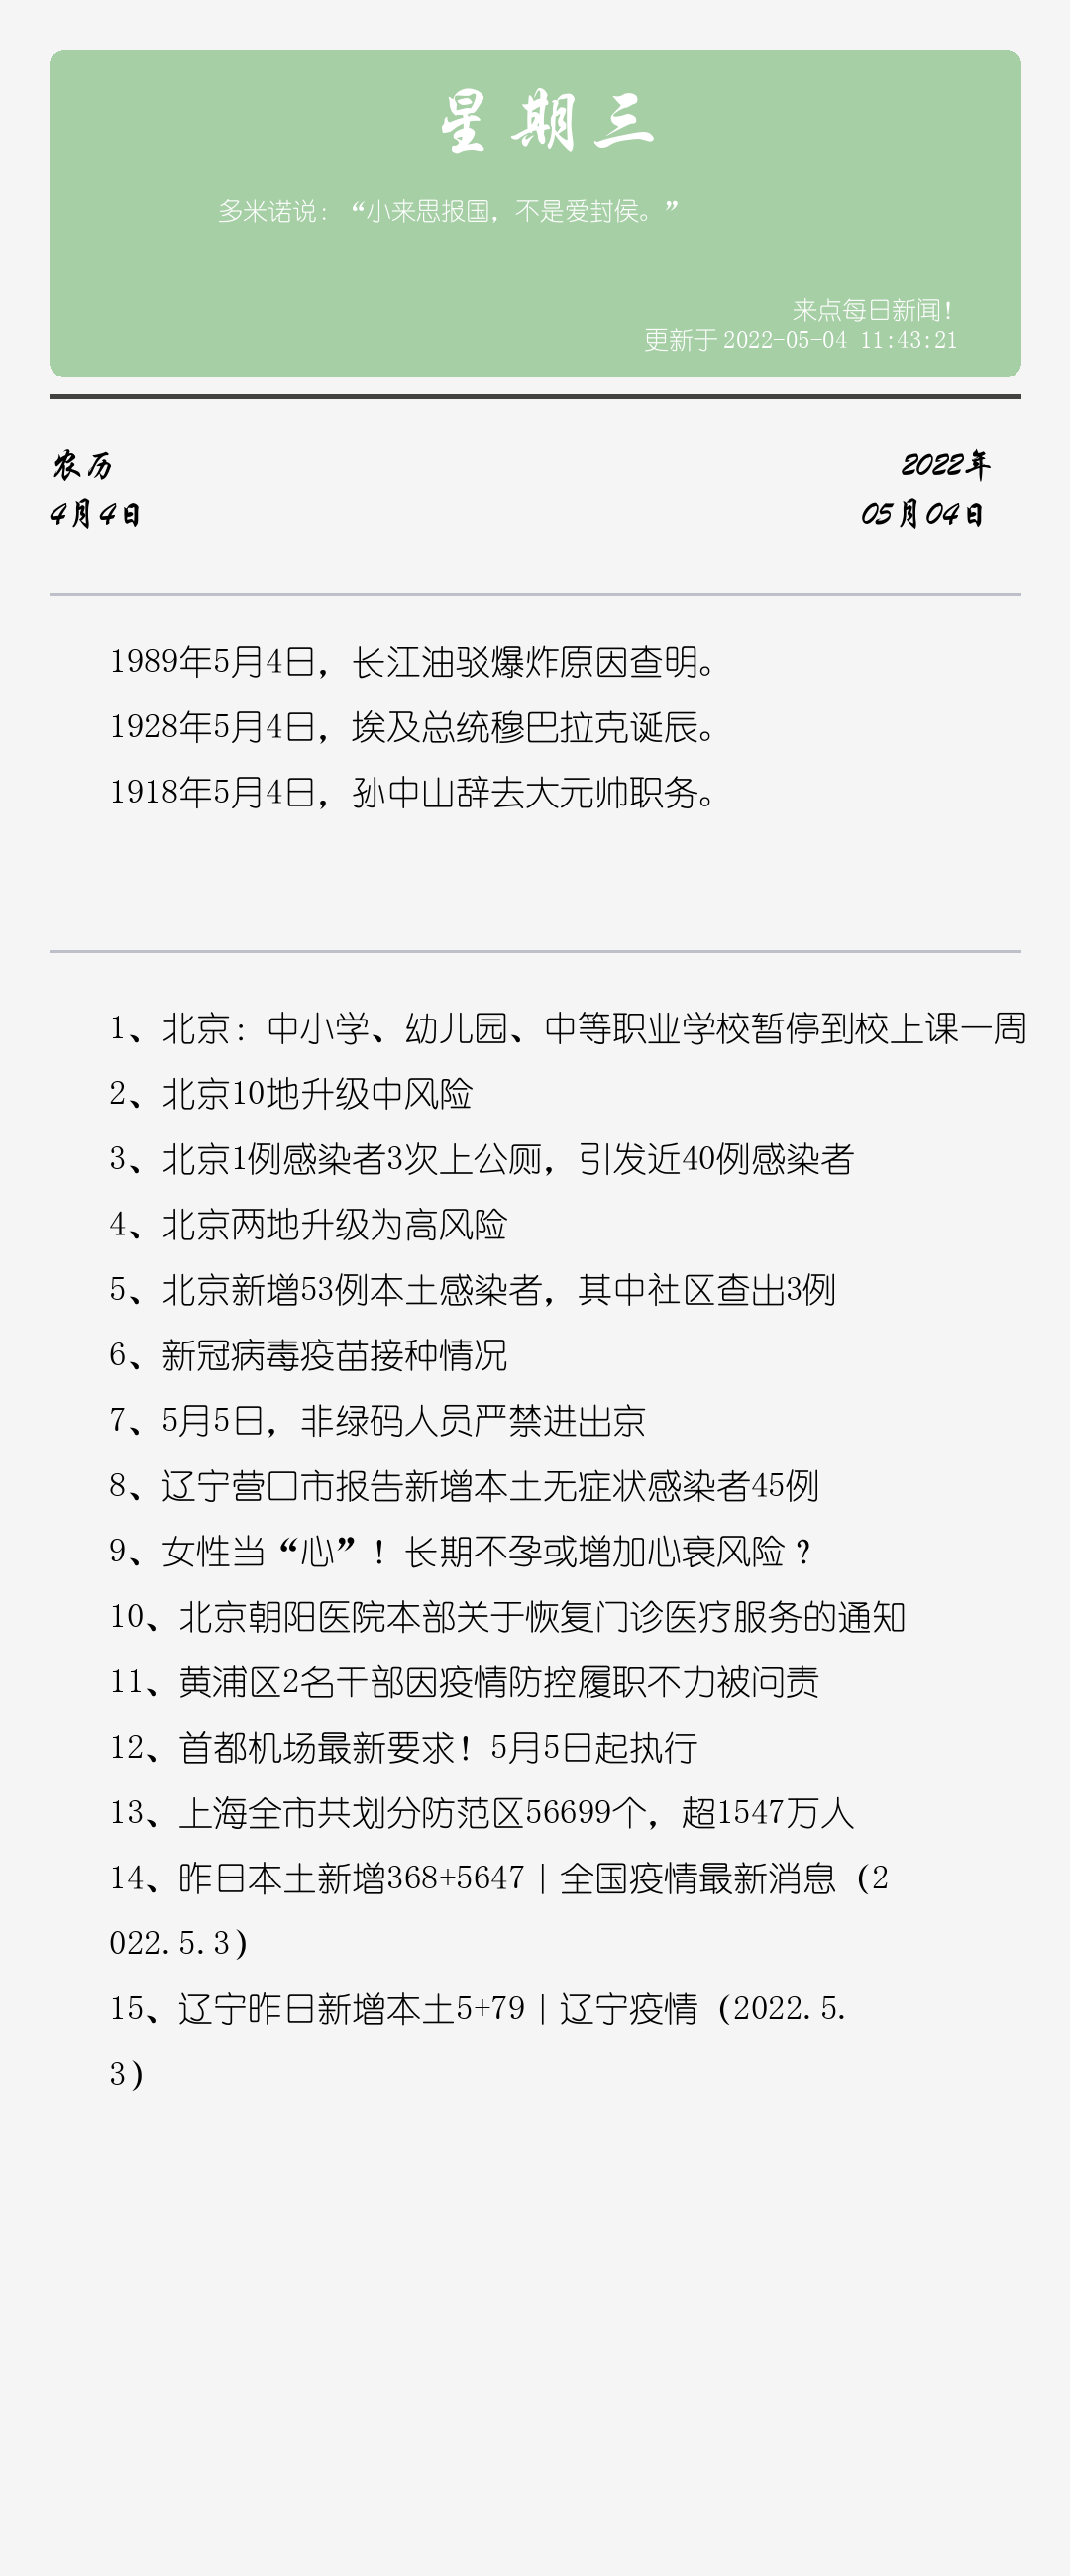 星期三
多米诺说：“小来思报国，不是爱封侯。”
来点每日新闻！
更新于 2022-05-04 11:43:21
农历
2022年
4月4日
05月04日
1989年5月4日，长江油驳爆炸原因查明。
1928年5月4日，埃及总统穆巴拉克诞辰。
1918年5月4日，孙中山辞去大元帅职务。
1、北京：中小学、幼儿园、中等职业学校暂停到校上课一周
2、北京10地升级中风险
3、北京1例感染者3次上公厕，引发近40例感染者
4、北京两地升级为高风险
5、北京新增53例本土感染者，其中社区查出3例
6、新冠病毒疫苗接种情况
7、5月5日，非绿码人员严禁进出京
8、辽宁营口市报告新增本土无症状感染者45例
9、女性当“心”！长期不孕或增加心衰风险？
10、北京朝阳医院本部关于恢复门诊医疗服务的通知
11、黄浦区2名干部因疫情防控履职不力被问责
12、首都机场最新要求！5月5日起执行
13、上海全市共划分防范区56699个，超1547万人
14、昨日本土新增368+5647｜全国疫情最新消息（2
022.5.3）
15、辽宁昨日新增本土5+79｜辽宁疫情（2022.5.
3）